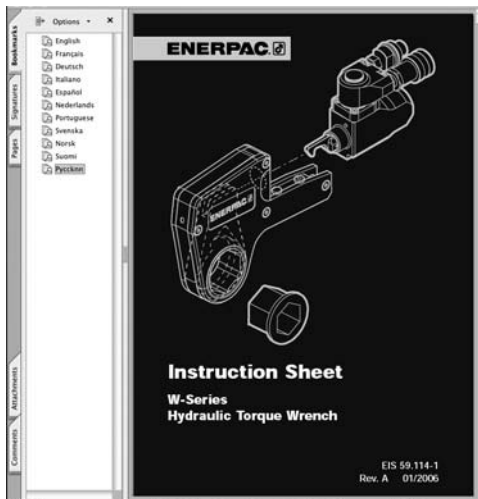 Bookmarks
Signatures
Pages
Attachments
Comments
Options
English
Français
Deutsch
Italiano
Español
Nederlands
Portuguese
Svenska
Norsk
Suomi
Pyccknn
ENERPAC.
ENERPAC
Instruction Sheet
W-Series
Hydraulic Torque Wrench
EIS 59.114-1
Rev. A 01/2006